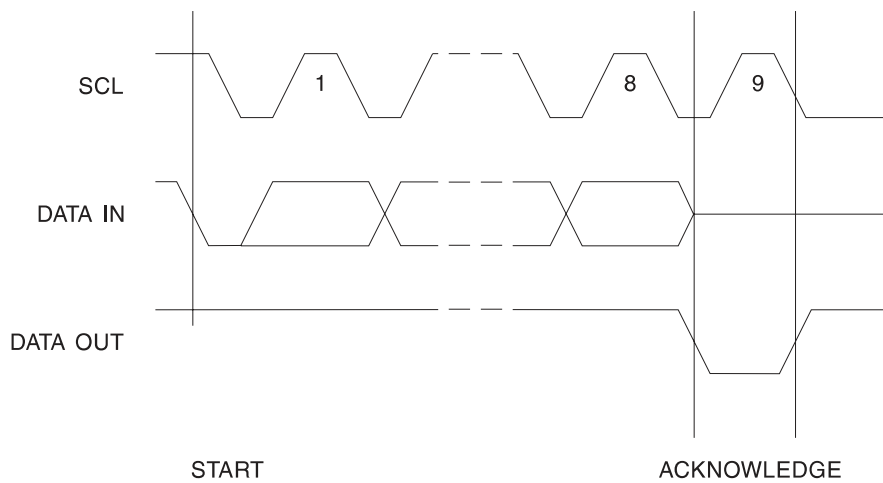 SCL
1
8
9
DATA IN
DATA OUT
START
ACKNOWLEDGE